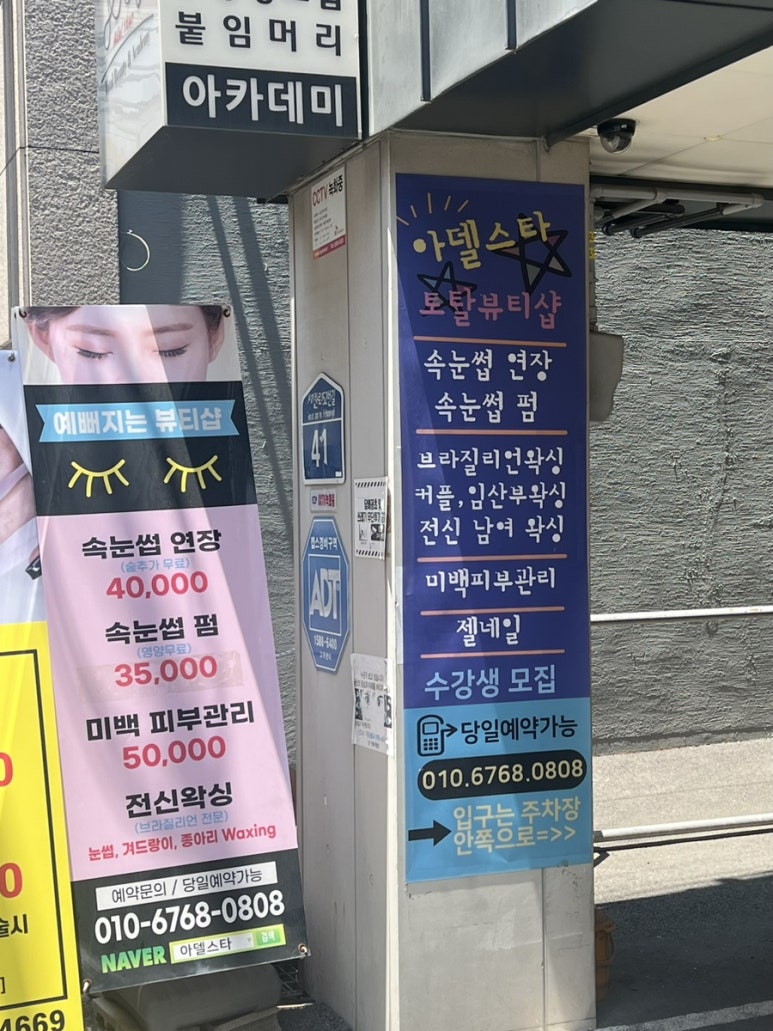 붙임머리
아카데미
CCTV 녹화중
아델스타
토탈뷰티샵
속눈썹 연장
속눈썹 펌
브라질리언왁싱
커플,임산부왁싱
전신 남여 왁싱
미백피부관리
젤네일
수강생 모집
당일예약가능
010.6768.0808
입구는 주차장
안쪽으로=>>
41
ADT
1588-6400
예뻐지는 뷰티샵
속눈썹 연장
(숱추가 무료)
40,000
속눈썹 펌
(영양무료)
35,000
미백 피부관리
50,000
전신왁싱
(브라질리언 전문)
눈썹, 겨드랑이, 종아리 Waxing
예약문의 / 당일예약가능
010-6768-0808
NAVER 아델스타 검색
4669